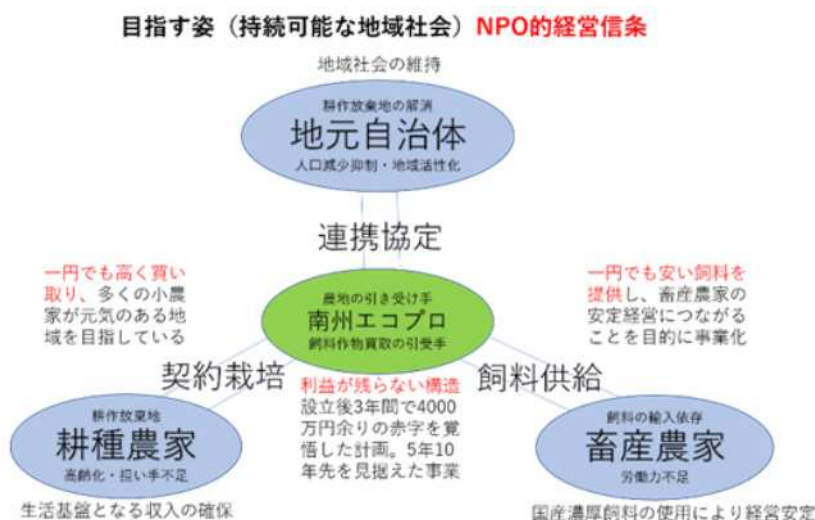 目指す姿（持続可能な地域社会）NPO的経営信条
地域社会の維持
耕作放棄地の解消
地元自治体
人口減少抑制・地域活性化
連携協定
一円でも高く買い
取り、多くの小農
家が元気のある地
域を目指している
農地の引き受け手
南州エコプロ
飼料作物買取の引受手
一円でも安い飼料を
提供し、畜産農家の
安定経営につながる
ことを目的に事業化
契約栽培
利益が残らない構造
設立後3年間で4000
万円余りの赤字を覚
悟した計画。5年10
年先を見据えた事業
飼料供給
耕作放棄地
耕種農家
高齢化・担い手不足
生活基盤となる収入の確保
飼料の輸入依存
畜産農家
労働力不足
国産濃厚飼料の使用により経営安定